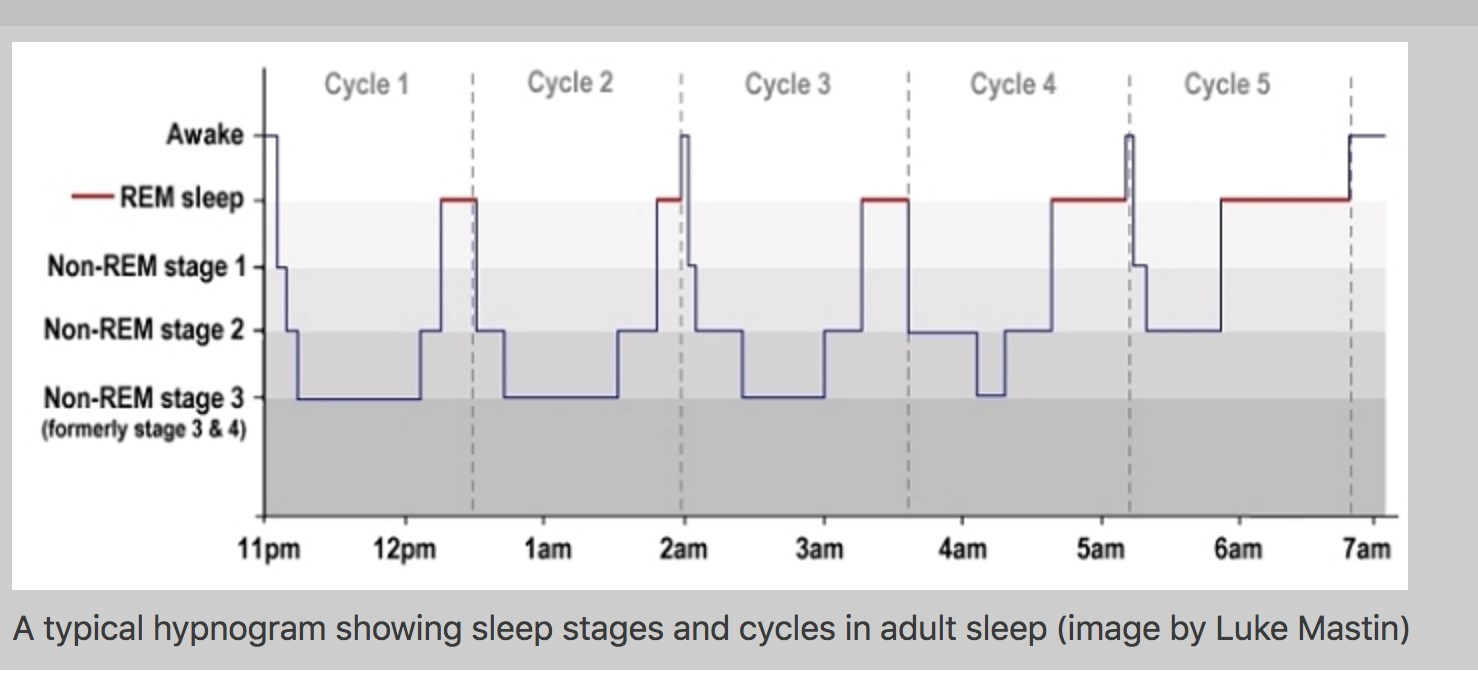 Cycle 1 Cycle 2 Cycle 3 Cycle 4 Cycle 5
Awake
REM sleep
Non-REM stage 1
Non-REM stage 2
Non-REM stage 3
(formerly stage 3 & 4)
11pm 12pm 1am 2am 3am 4am 5am 6am 7am
A typical hypnogram showing sleep stages and cycles in adult sleep (image by Luke Mastin)